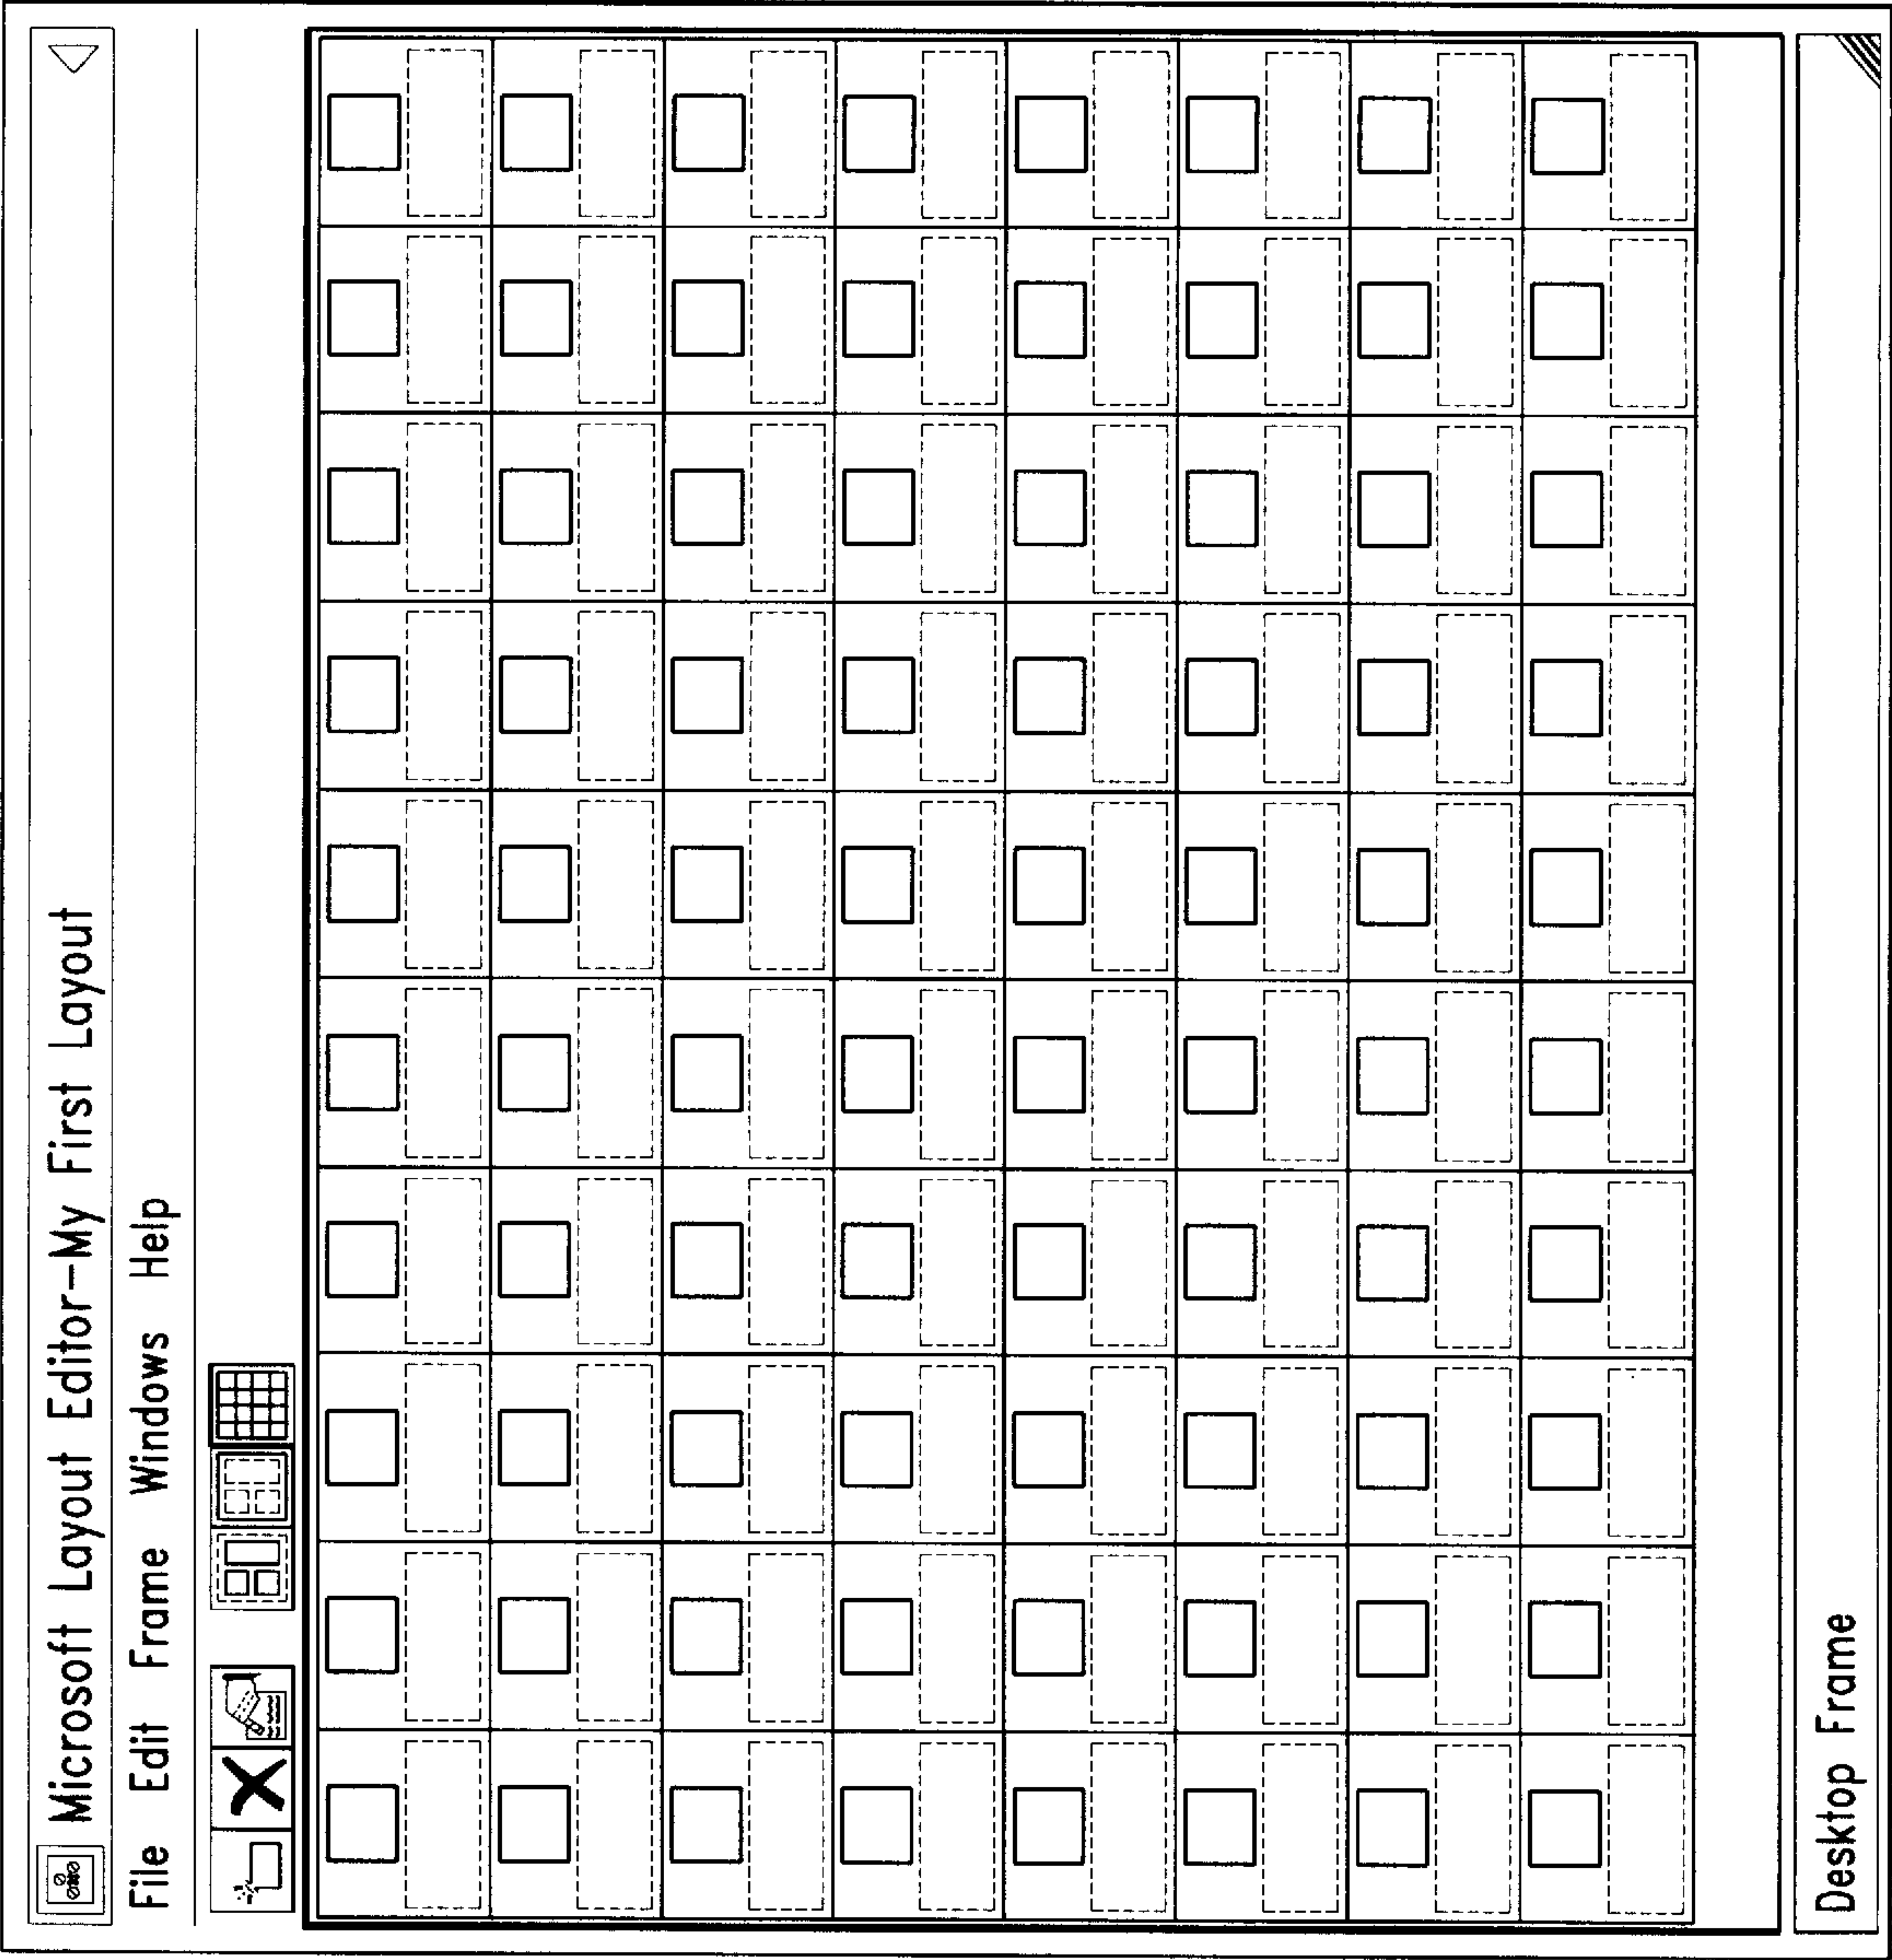 Microsoft Layout Editor-My First Layout
File Edit Frame Windows Help
Desktop Frame